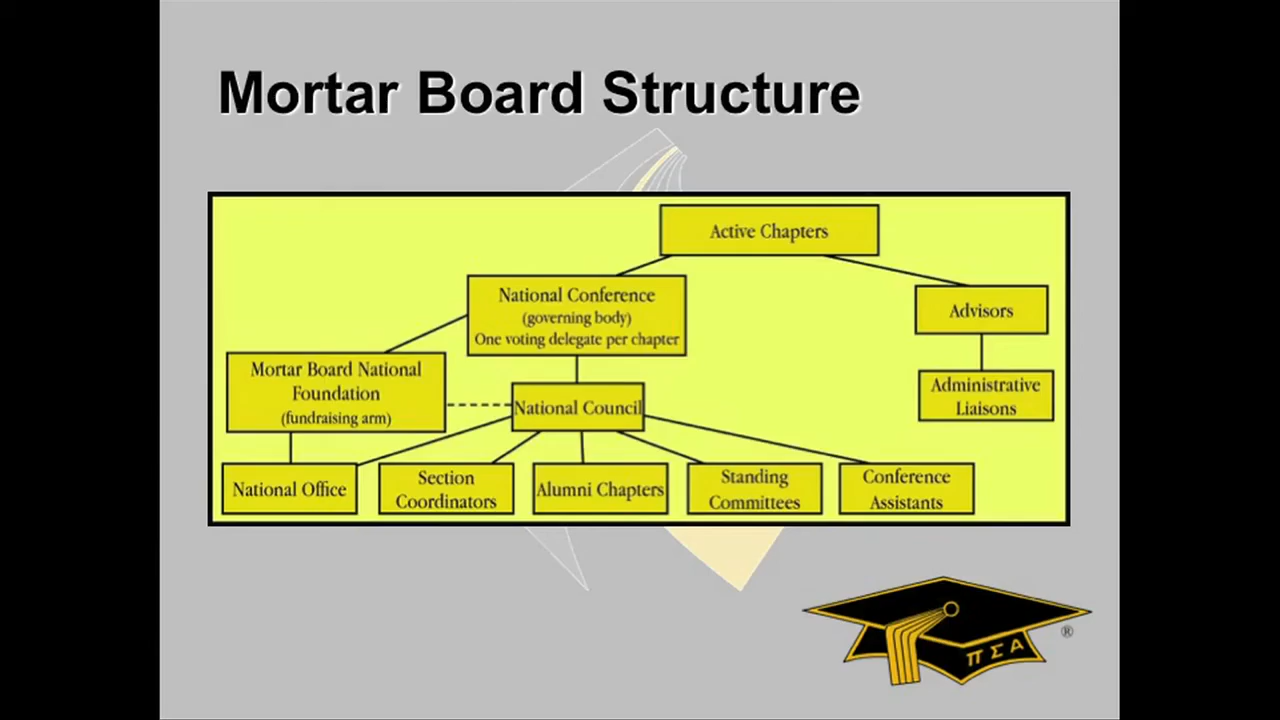 Mortar Board Structure
Active Chapters
National Conference
(governing body)
One voting delegate per chapter
Advisors
Mortar Board National
Foundation
(fundraising arm)
National Council
Administrative
Liaisons
National Office
Section
Coordinators
Alumni Chapters
Standing
Committees
Conference
Assistants
ΠΣΑ
®